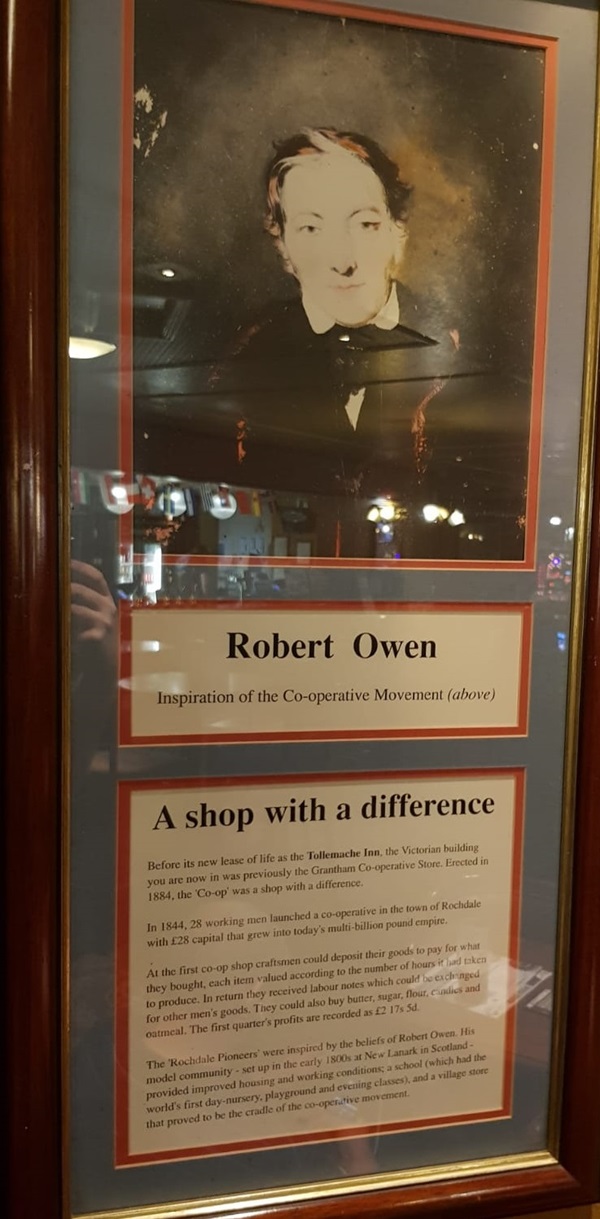 Robert Owen
Inspiration of the Co-operative Movement (above)
A shop with a difference
Before its new lease of life as the Tollemache Inn, the Victorian building
you are now in was previously the Grantham Co-operative Store. Erected in
1884, the 'Co-op' was a shop with a difference.
In 1844, 28 working men launched a co-operative in the town of Rochdale
with £28 capital that grew into today's multi-billion pound empire.
At the first co-op shop craftsmen could deposit their goods to pay for what
they bought, each item valued according to the number of hours it had taken
to produce. In return they received labour notes which could be exchanged
for other men's goods. They could also buy butter, sugar, flour, candles and
oatmeal. The first quarter's profits are recorded as £2 17s 5d.
The 'Rochdale Pioneers' were inspired by the beliefs of Robert Owen. His
model community - set up in the early 1800s at New Lanark in Scotland -
provided improved housing and working conditions; a school (which had the
world's first day-nursery, playground and evening classes), and a village store
that proved to be the cradle of the co-operative movement.